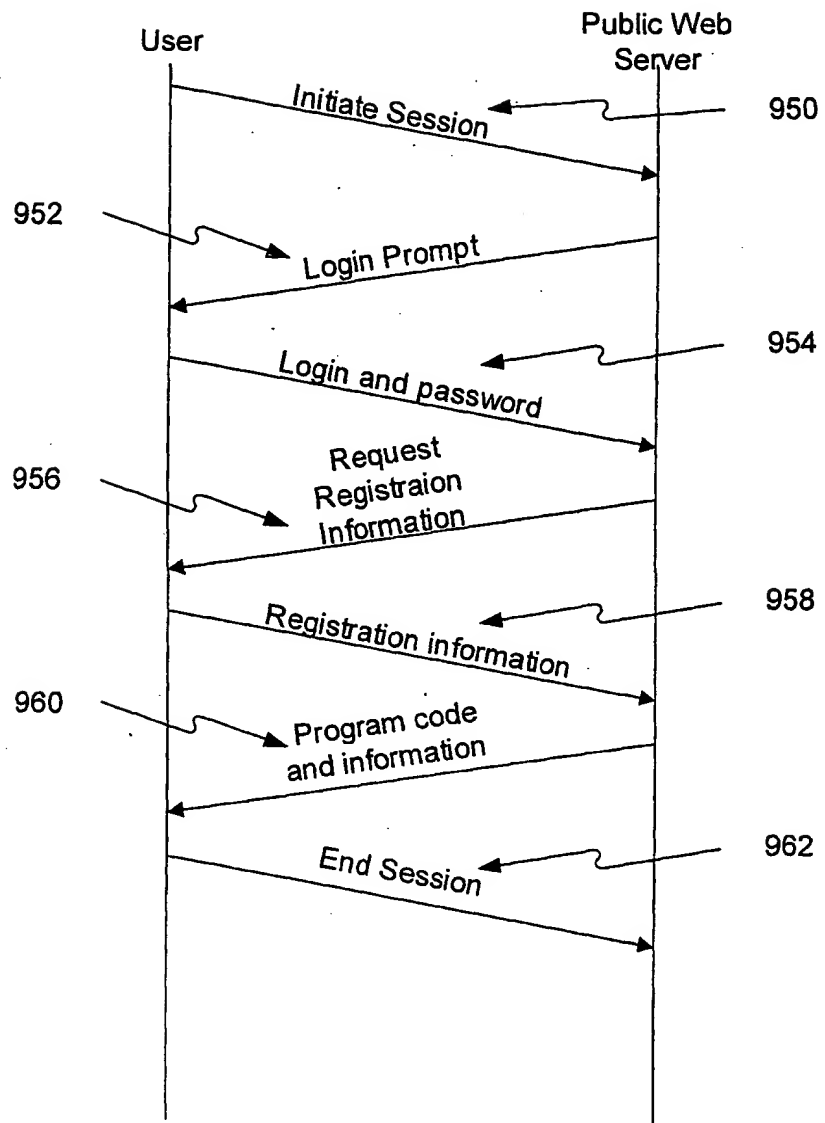 User
Public Web
Server
Initiate Session
950
952
Login Prompt
954
Login and password
Request
956
Registraion
Information
958
Registration information
960
Program code
and information
962
End Session